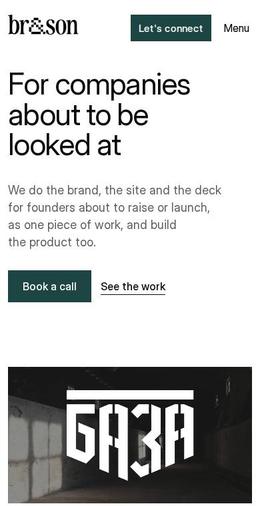 br&son
Let's connect
Menu
For companies
about to be
looked at
We do the brand, the site and the deck
for founders about to raise or launch,
as one piece of work, and build
the product too.
Book a call
See the work
БАЗА